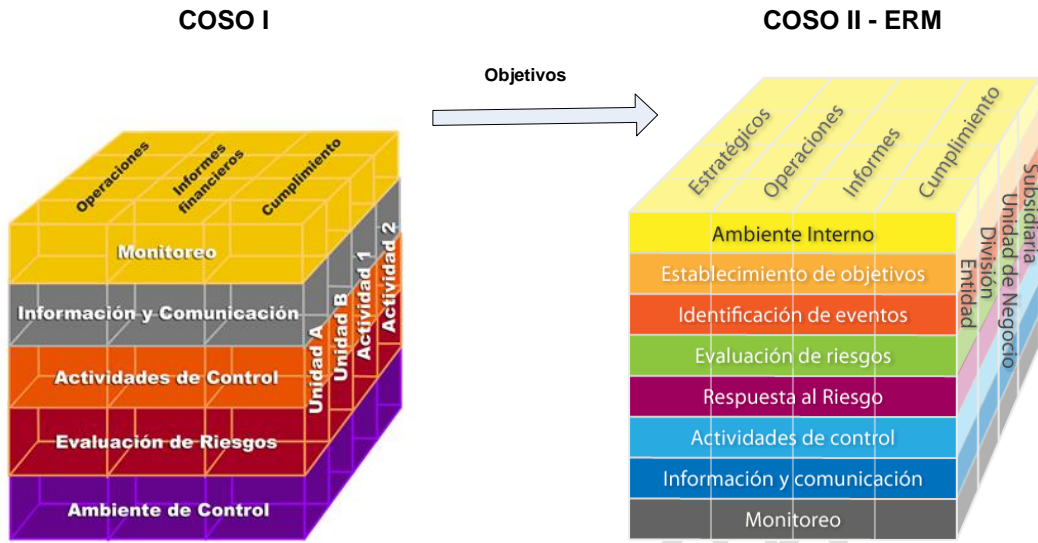 COSO I
COSO II - ERM
Objetivos
Operaciones
Informes
financieros
Cumplimiento
Monitoreo
Información y Comunicación
Actividades de Control
Evaluación de Riesgos
Ambiente de Control
Unidad A
Unidad B
Actividad 1
Actividad 2
Estratégicos
Operaciones
Informes
Cumplimiento
Ambiente Interno
Establecimiento de objetivos
Identificación de eventos
Evaluación de riesgos
Respuesta al Riesgo
Actividades de control
Información y comunicación
Monitoreo
Entidad
División
Unidad de Negocio
Subsidiaria